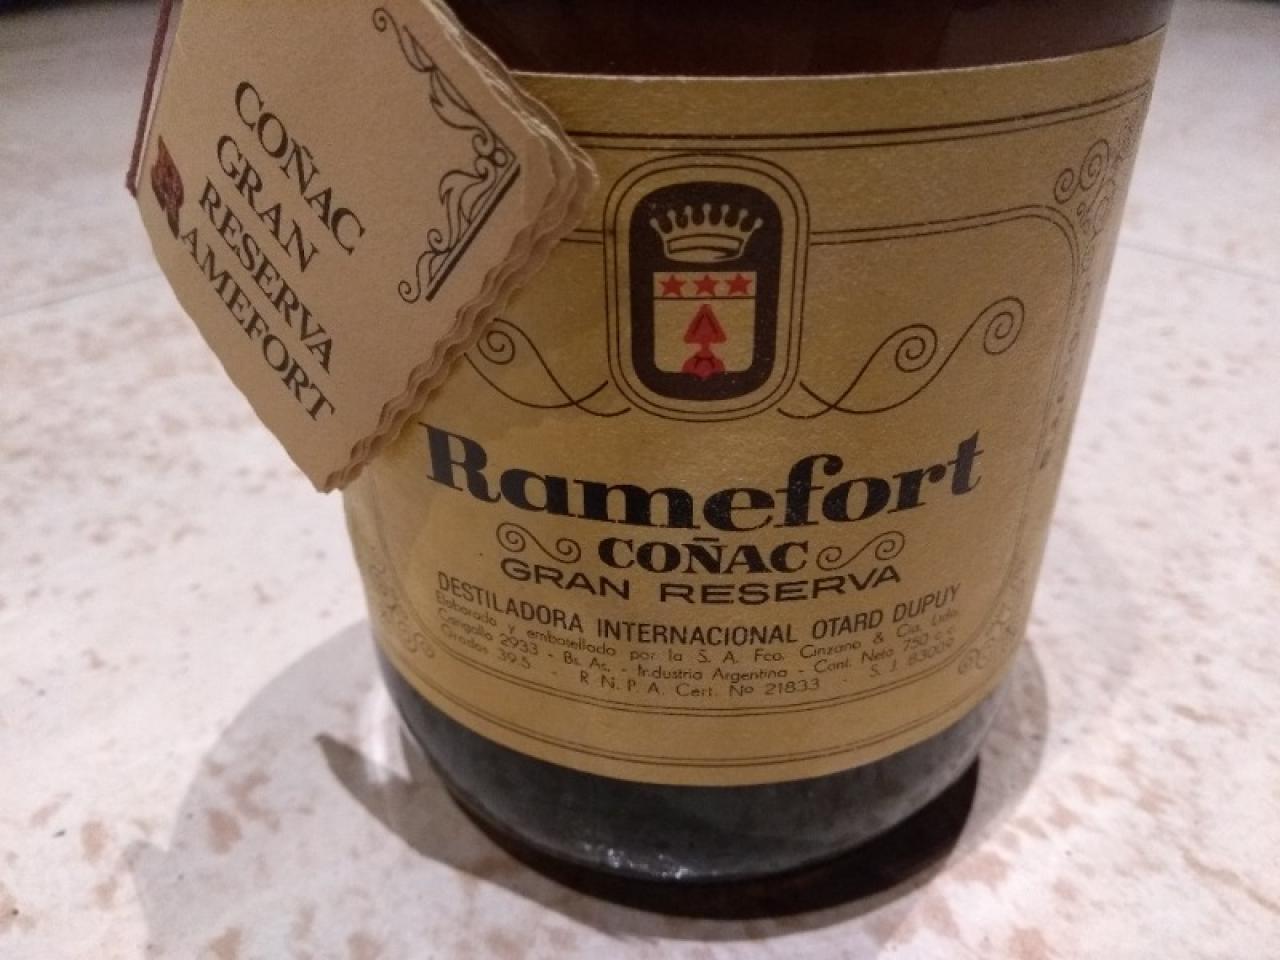 COÑAC
GRAN
RESERVA
RAMEFORT
Ramefort
COÑAC
GRAN RESERVA
DESTILADORA INTERNACIONAL OTARD DUPUY
Elaborado y embotellado por la S. A. Fco. Cinzano & Cia. Ltda.
Cangallo 2933 - Bs. As. - Industria Argentina - Cont. Neto 750 c.c.
Grados 39.5 - R. N. P. A. Cert. No 21833 - S. I. 83009